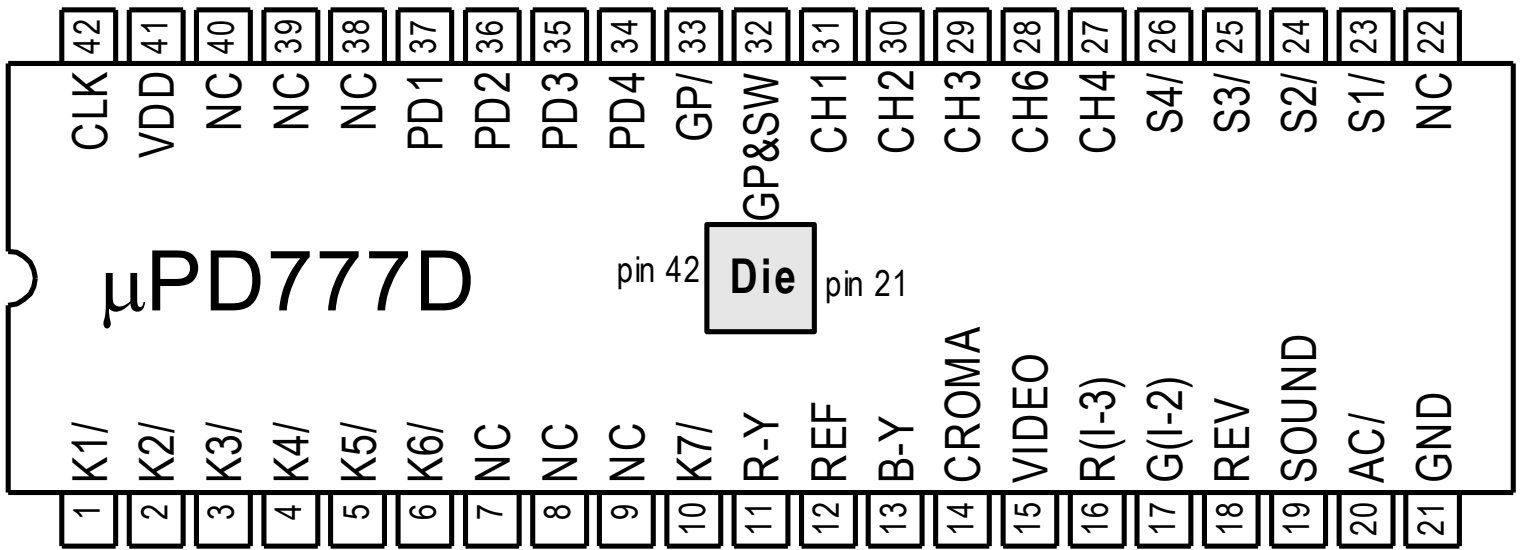 42 41 40 39 38 37 36 35 34 33 32 31 30 29 28 27 26 25 24 23 22
CLK VDD NC NC NC PD1 PD2 PD3 PD4 GP/ GP&SW CH1 CH2 CH3 CH6 CH4 S4/ S3/ S2/ S1/ NC
μPD777D
pin 42 Die pin 21
K1/ K2/ K3/ K4/ K5/ K6/ NC NC NC K7/ R-Y REF B-Y CROMA VIDEO R(I-3) G(I-2) REV SOUND AC/ GND
1 2 3 4 5 6 7 8 9 10 11 12 13 14 15 16 17 18 19 20 21